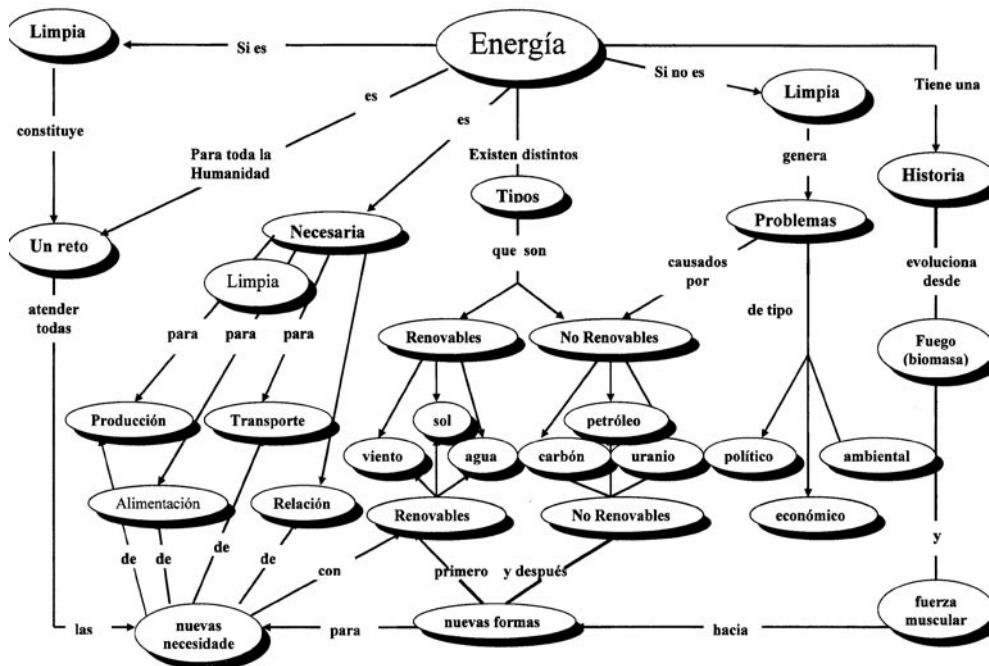 Limpia
Si es
Energía
Si no es
Limpia
Tiene una
constituye
es
es
Para toda la
Humanidad
Existen distintos
genera
Tipos
Historia
Un reto
Necesaria
Problemas
que son
Limpia
causados
por
evoluciona
desde
atender
todas
de tipo
para
para
para
Renovables
No Renovables
Fuego
(biomasa)
Producción
Transporte
sol
petróleo
viento
agua
carbón
uranio
político
ambiental
Alimentación
Relación
Renovables
No Renovables
económico
de
de
de
de
con
primero
y después
y
las
nuevas
necesidade
para
nuevas formas
hacia
fuerza
muscular